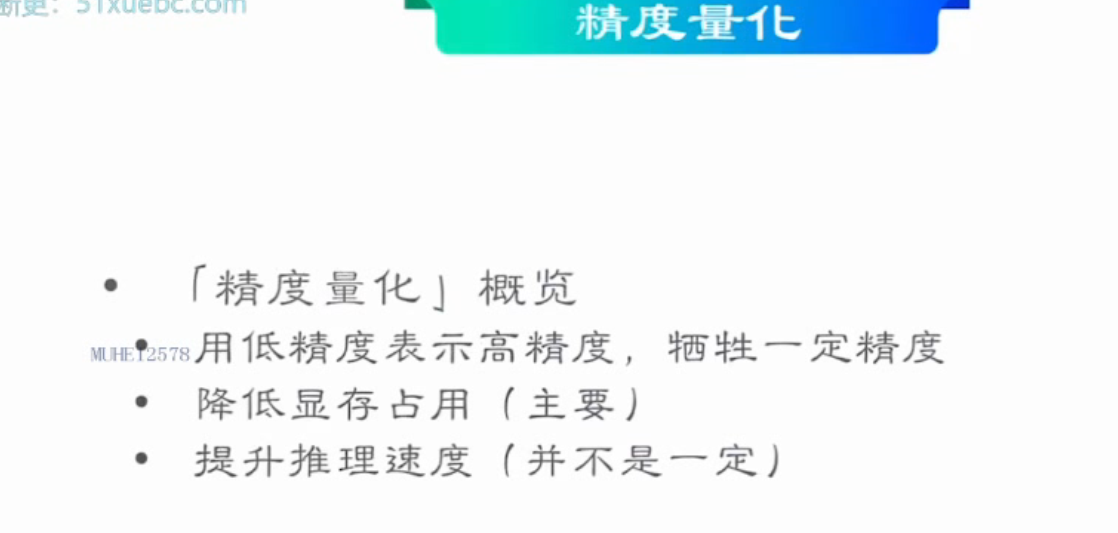 新更：51xuebc.com
精度量化
「精度量化」概览
MUHE12578
用低精度表示高精度，牺牲一定精度
降低显存占用（主要）
提升推理速度（并不是一定）